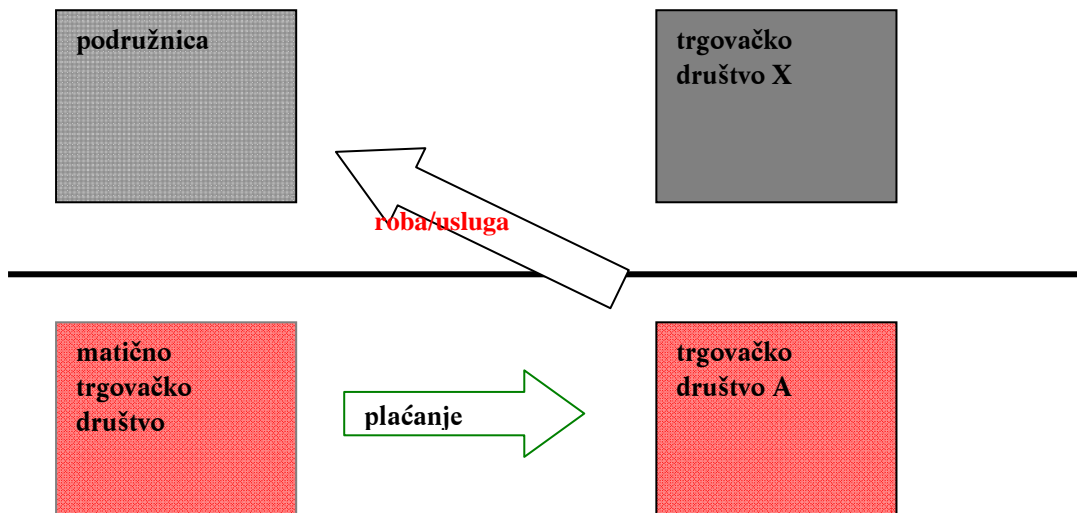 podružnica
trgovačko
društvo X
roba/usluga
matično
trgovačko
društvo
trgovačko
društvo A
plaćanje